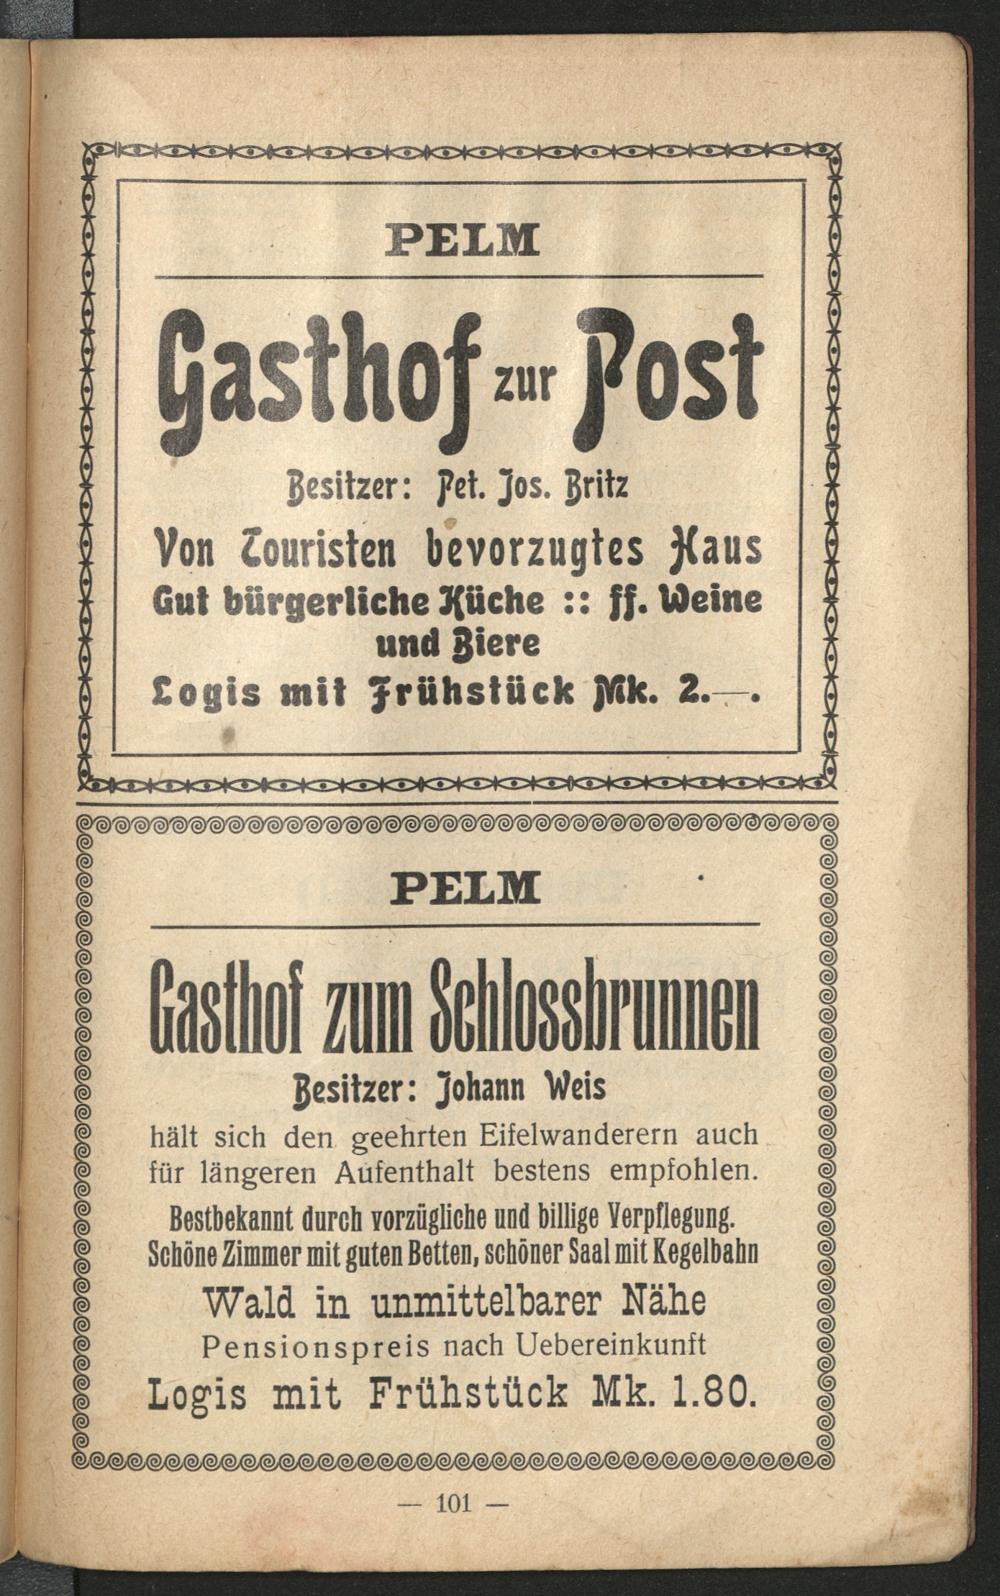 PELM
Gasthof zur Post
Besitzer: Pet. Jos. Britz
Von Touristen bevorzugtes Haus
Gut bürgerliche Küche :: ff. Weine
und Biere
Logis mit Frühstück Mk. 2.—.
PELM
Gasthof zum Schlossbrunnen
Besitzer: Johann Weis
hält sich den geehrten Eifelwanderern auch
für längeren Aufenthalt bestens empfohlen.
Bestbekannt durch vorzügliche und billige Verpflegung.
Schöne Zimmer mit guten Betten, schöner Saal mit Kegelbahn
Wald in unmittelbarer Nähe
Pensionspreis nach Uebereinkunft
Logis mit Frühstück Mk. 1.80.
— 101 —